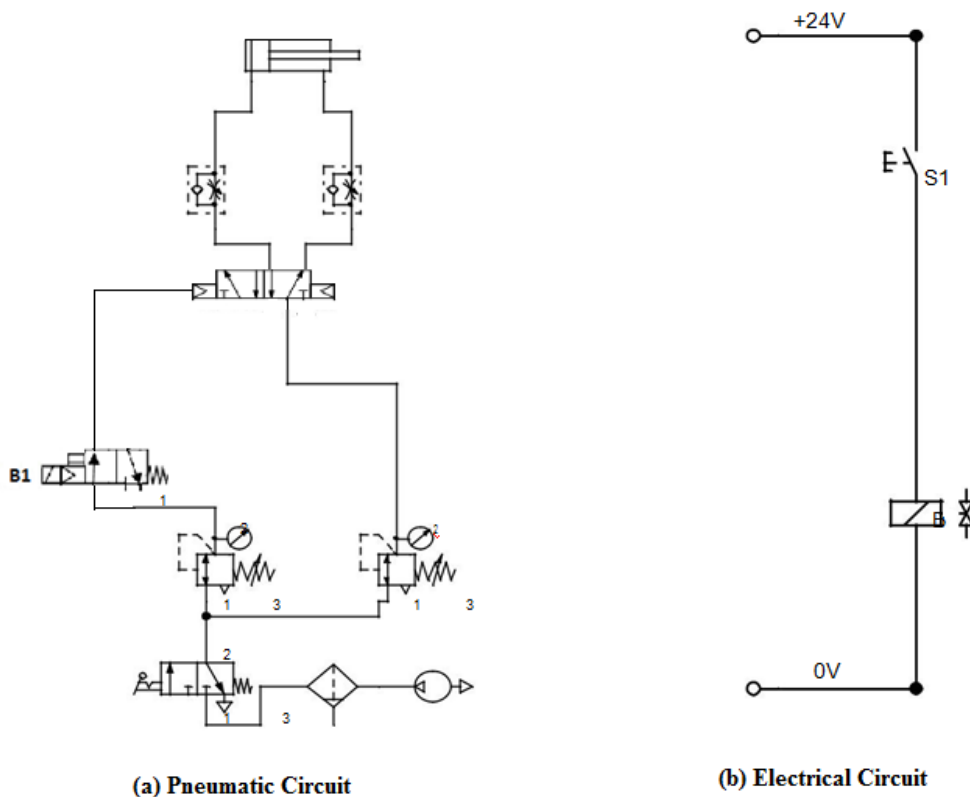 +24V
S1
B1
1
2
2
1
3
1
3
2
1
3
0V
(a) Pneumatic Circuit
(b) Electrical Circuit